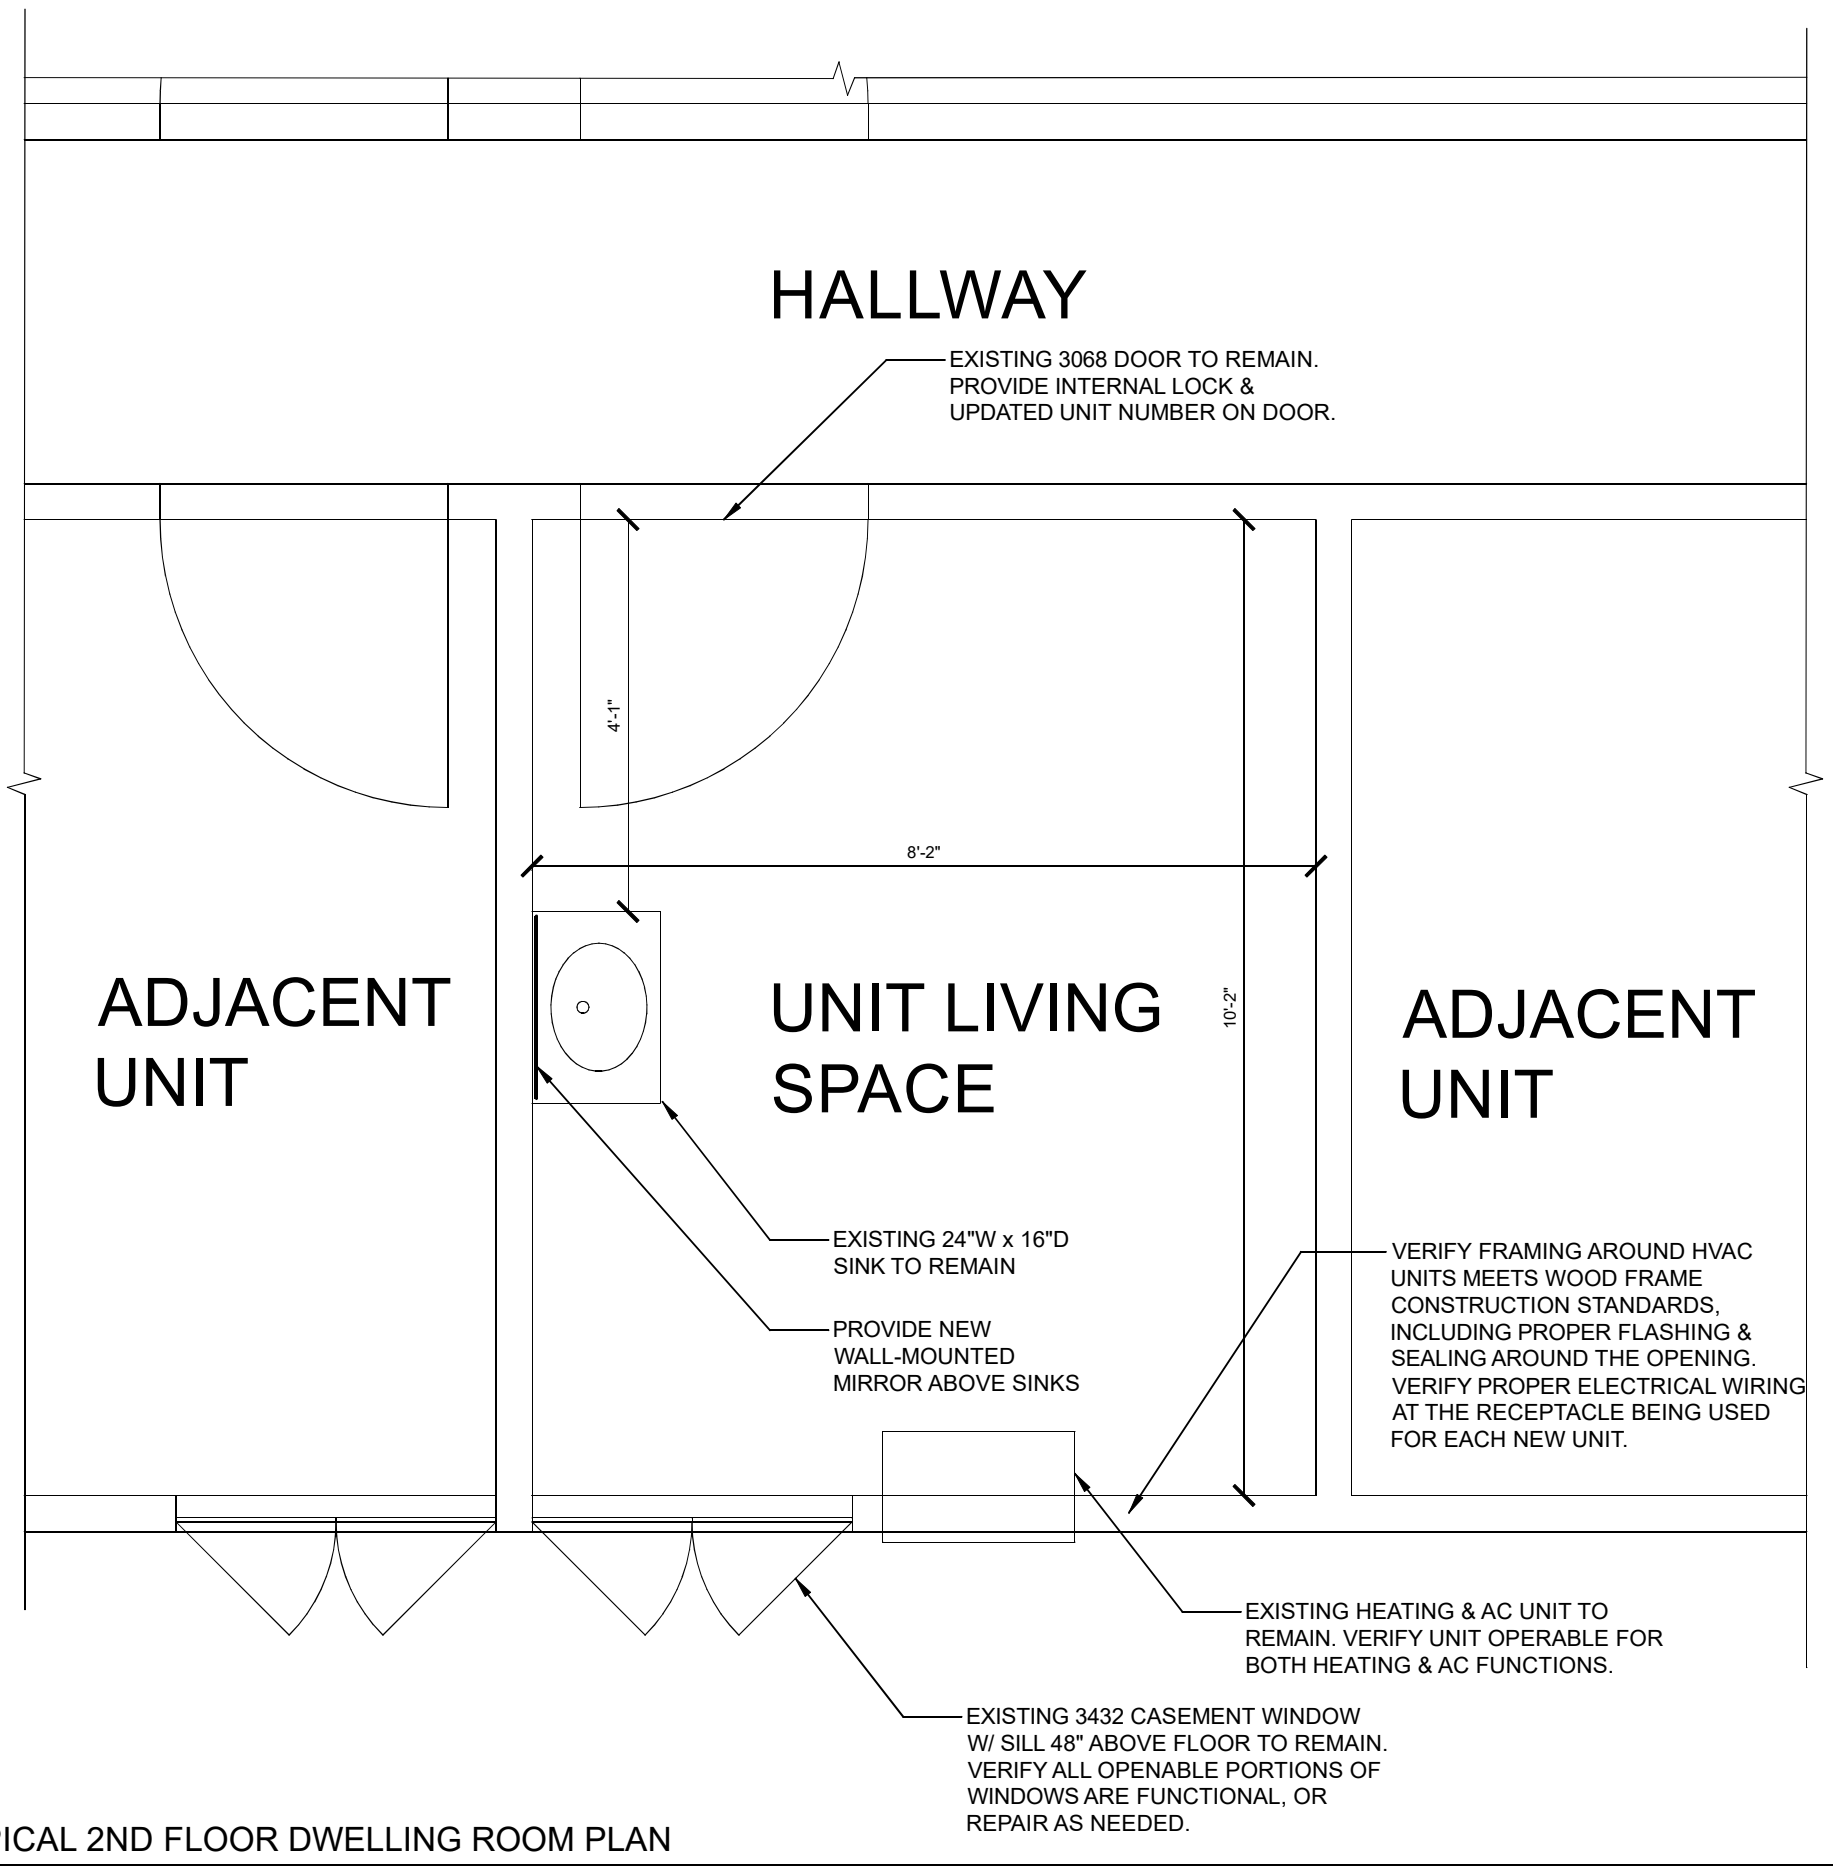 HALLWAY
EXISTING 3068 DOOR TO REMAIN.
PROVIDE INTERNAL LOCK &
UPDATED UNIT NUMBER ON DOOR.
4'-1"
8'-2"
ADJACENT
UNIT
UNIT LIVING
SPACE
10'-2"
ADJACENT
UNIT
EXISTING 24"W x 16"D
SINK TO REMAIN
PROVIDE NEW
WALL-MOUNTED
MIRROR ABOVE SINKS
VERIFY FRAMING AROUND HVAC
UNITS MEETS WOOD FRAME
CONSTRUCTION STANDARDS,
INCLUDING PROPER FLASHING &
SEALING AROUND THE OPENING.
VERIFY PROPER ELECTRICAL WIRING
AT THE RECEPTACLE BEING USED
FOR EACH NEW UNIT.
EXISTING HEATING & AC UNIT TO
REMAIN. VERIFY UNIT OPERABLE FOR
BOTH HEATING & AC FUNCTIONS.
EXISTING 3432 CASEMENT WINDOW
W/ SILL 48" ABOVE FLOOR TO REMAIN.
VERIFY ALL OPENABLE PORTIONS OF
WINDOWS ARE FUNCTIONAL, OR
REPAIR AS NEEDED.
PICAL 2ND FLOOR DWELLING ROOM PLAN